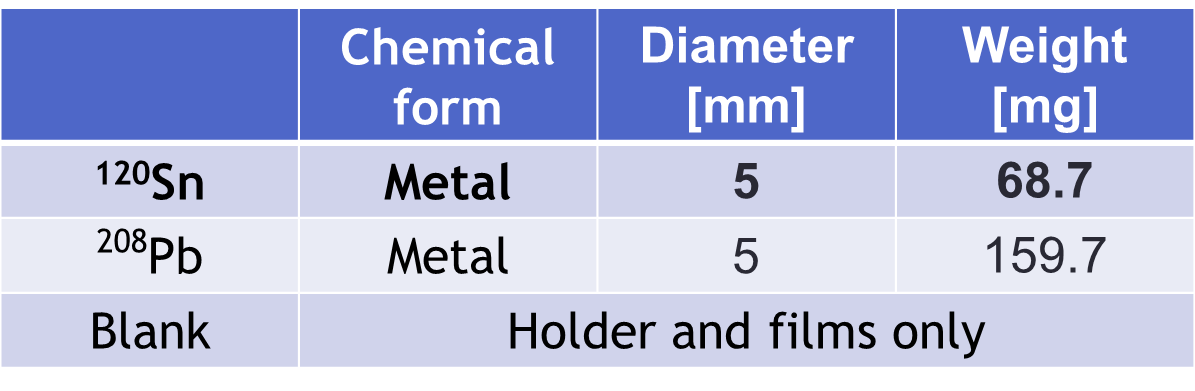 Chemical form Diameter [mm] Weight [mg]
¹²⁰Sn Metal 5 68.7
²⁰⁸Pb Metal 5 159.7
Blank Holder and films only